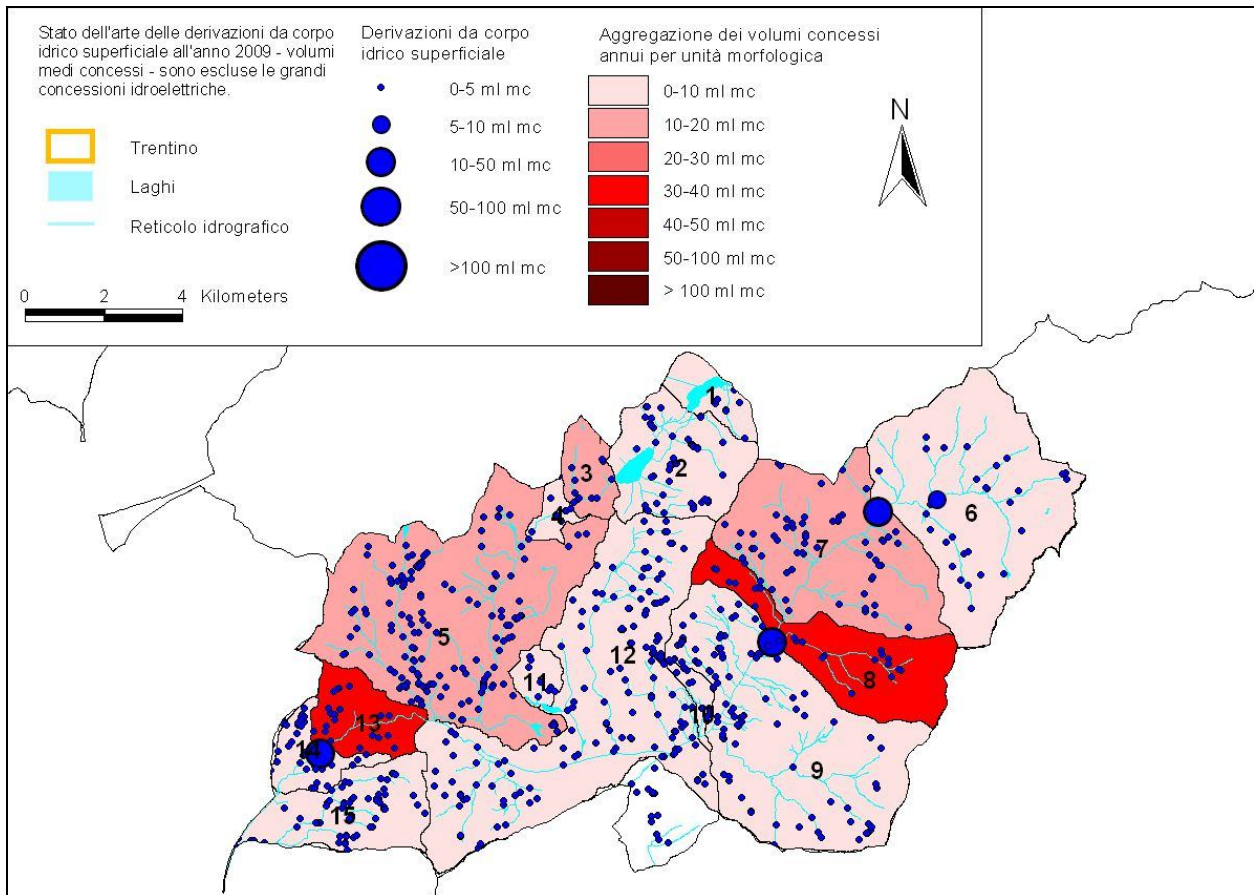 Stato dell'arte delle derivazioni da corpo
idrico superficiale all'anno 2009 - volumi
medi concessi - sono escluse le grandi
concessioni idroelettriche.
Trentino
Laghi
Reticolo idrografico
0 2 4 Kilometers
Derivazioni da corpo
idrico superficiale
0-5 ml mc
5-10 ml mc
10-50 ml mc
50-100 ml mc
>100 ml mc
Aggregazione dei volumi concessi
annui per unità morfologica
0-10 ml mc
10-20 ml mc
20-30 ml mc
30-40 ml mc
40-50 ml mc
50-100 ml mc
> 100 ml mc
N
1
2
3
4
5
6
7
8
9
10
11
12
13
14
15